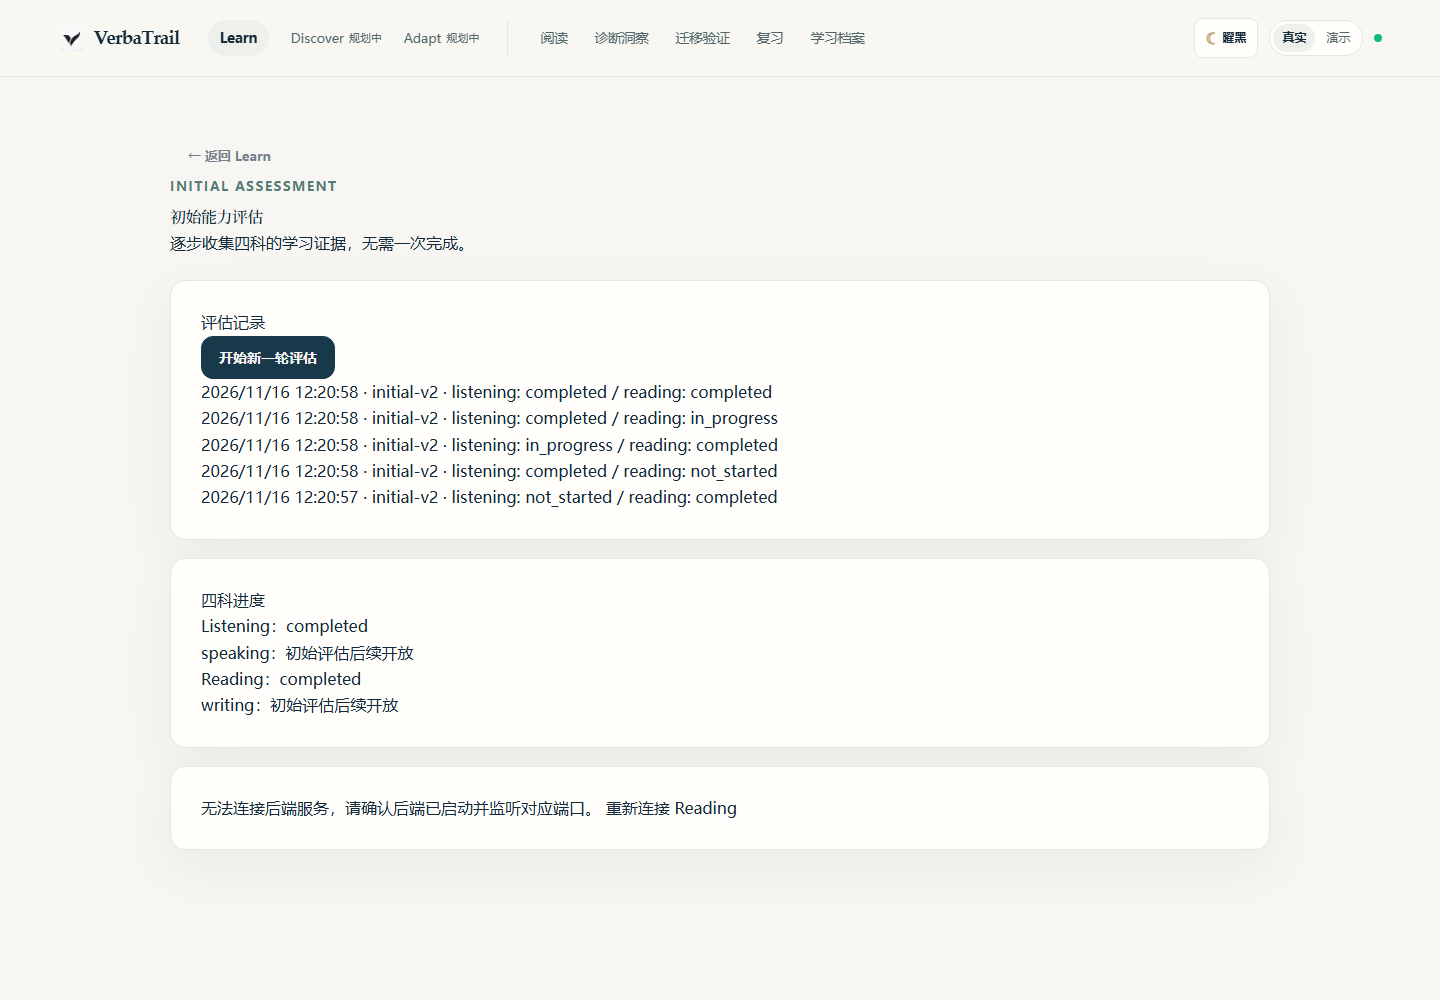 VerbaTrail Learn Discover 规划中 Adapt 规划中 阅读 诊断洞察 迁移验证 复习 学习档案 曜黑 真实 演示
← 返回 Learn
INITIAL ASSESSMENT
初始能力评估
逐步收集四科的学习证据，无需一次完成。
评估记录
开始新一轮评估
2026/11/16 12:20:58 · initial-v2 · listening: completed / reading: completed
2026/11/16 12:20:58 · initial-v2 · listening: completed / reading: in_progress
2026/11/16 12:20:58 · initial-v2 · listening: in_progress / reading: completed
2026/11/16 12:20:58 · initial-v2 · listening: completed / reading: not_started
2026/11/16 12:20:57 · initial-v2 · listening: not_started / reading: completed
四科进度
Listening：completed
speaking：初始评估后续开放
Reading：completed
writing：初始评估后续开放
无法连接后端服务，请确认后端已启动并监听对应端口。 重新连接 Reading